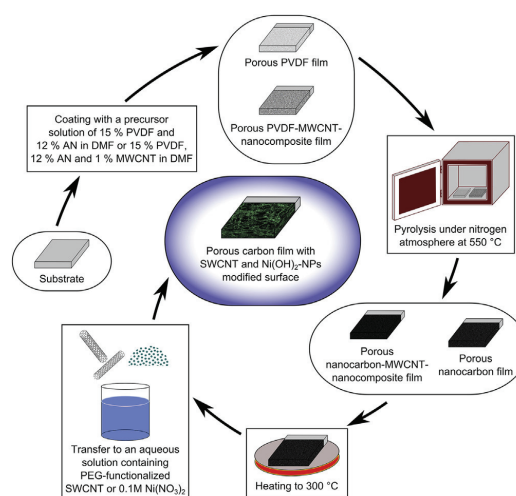 Porous PVDF film
Porous PVDF-MWCNT-
nanocomposite film
Coating with a precursor
solution of 15 % PVDF and
12 % AN in DMF or 15 % PVDF,
12 % AN and 1 % MWCNT in DMF
Substrate
Pyrolysis under nitrogen
atmosphere at 550 °C
Porous carbon film with
SWCNT and Ni(OH)₂-NPs
modified surface
Porous
nanocarbon-MWCNT-
nanocomposite film
Porous
nanocarbon film
Heating to 300 °C
Transfer to an aqueous
solution containing
PEG-functionalized
SWCNT or 0.1M Ni(NO₃)₂